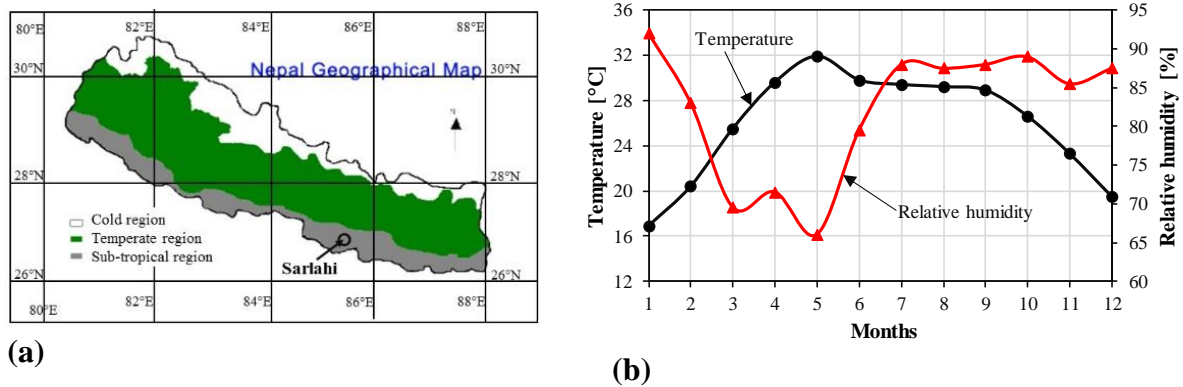 80°E 82°E 84°E 86°E 88°E
30°N 30°N
Nepal Geographical Map
N
28°N 28°N
Cold region
Temperate region
Sub-tropical region
Sarlahi
26°N 26°N
80°E 82°E 84°E 86°E 88°E
(a)
36 32 28 24 20 16 12
Temperature [°C]
Temperature
Relative humidity
95 90 85 80 75 70 65 60
Relative humidity [%]
1 2 3 4 5 6 7 8 9 10 11 12
Months
(b)